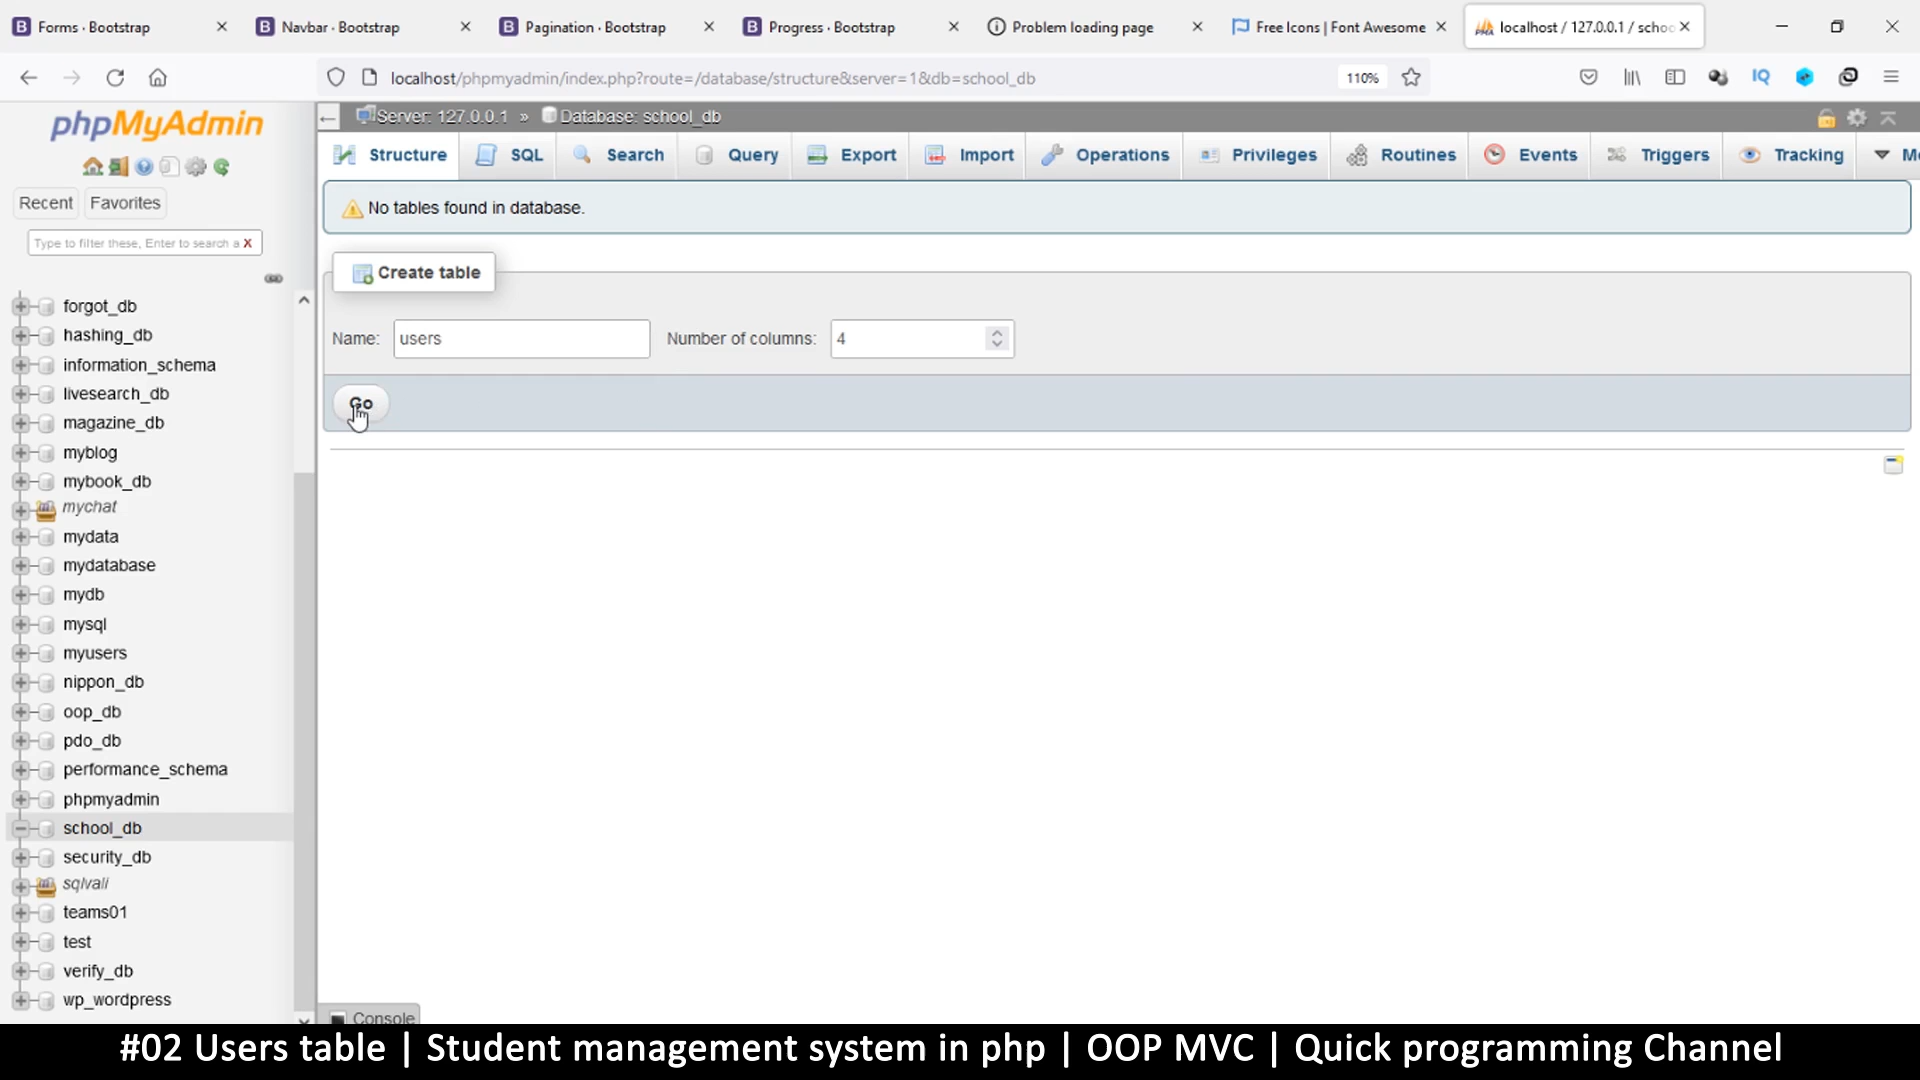 Forms · Bootstrap
Navbar · Bootstrap
Pagination · Bootstrap
Progress · Bootstrap
Problem loading page
Free Icons | Font Awesome
localhost / 127.0.0.1 / schoo
localhost/phpmyadmin/index.php?route=/database/structure&server=1&db=school_db
110%
IQ
phpMyAdmin
Server: 127.0.0.1 » Database: school_db
Structure
SQL
Search
Query
Export
Import
Operations
Privileges
Routines
Events
Triggers
Tracking
Recent
Favorites
Type to filter these, Enter to search a X
No tables found in database.
Create table
Name: users Number of columns: 4
Go
forgot_db
hashing_db
information_schema
livesearch_db
magazine_db
myblog
mybook_db
mychat
mydata
mydatabase
mydb
mysql
myusers
nippon_db
oop_db
pdo_db
performance_schema
phpmyadmin
school_db
security_db
sqlvali
teams01
test
verify_db
wp_wordpress
Console
#02 Users table | Student management system in php | OOP MVC | Quick programming Channel